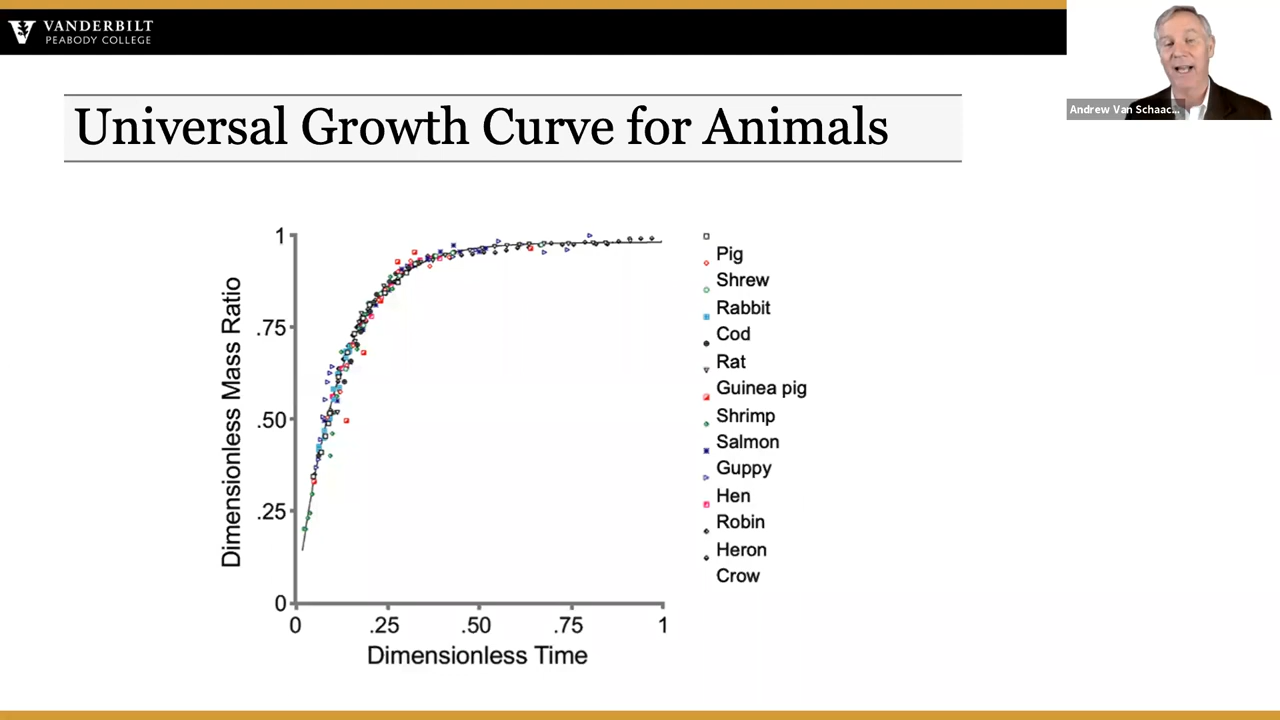 VANDERBILT
PEABODY COLLEGE
Andrew Van Schaac...
Universal Growth Curve for Animals
Dimensionless Mass Ratio
1
.75
.50
.25
0
0 .25 .50 .75 1
Dimensionless Time
Pig
Shrew
Rabbit
Cod
Rat
Guinea pig
Shrimp
Salmon
Guppy
Hen
Robin
Heron
Crow